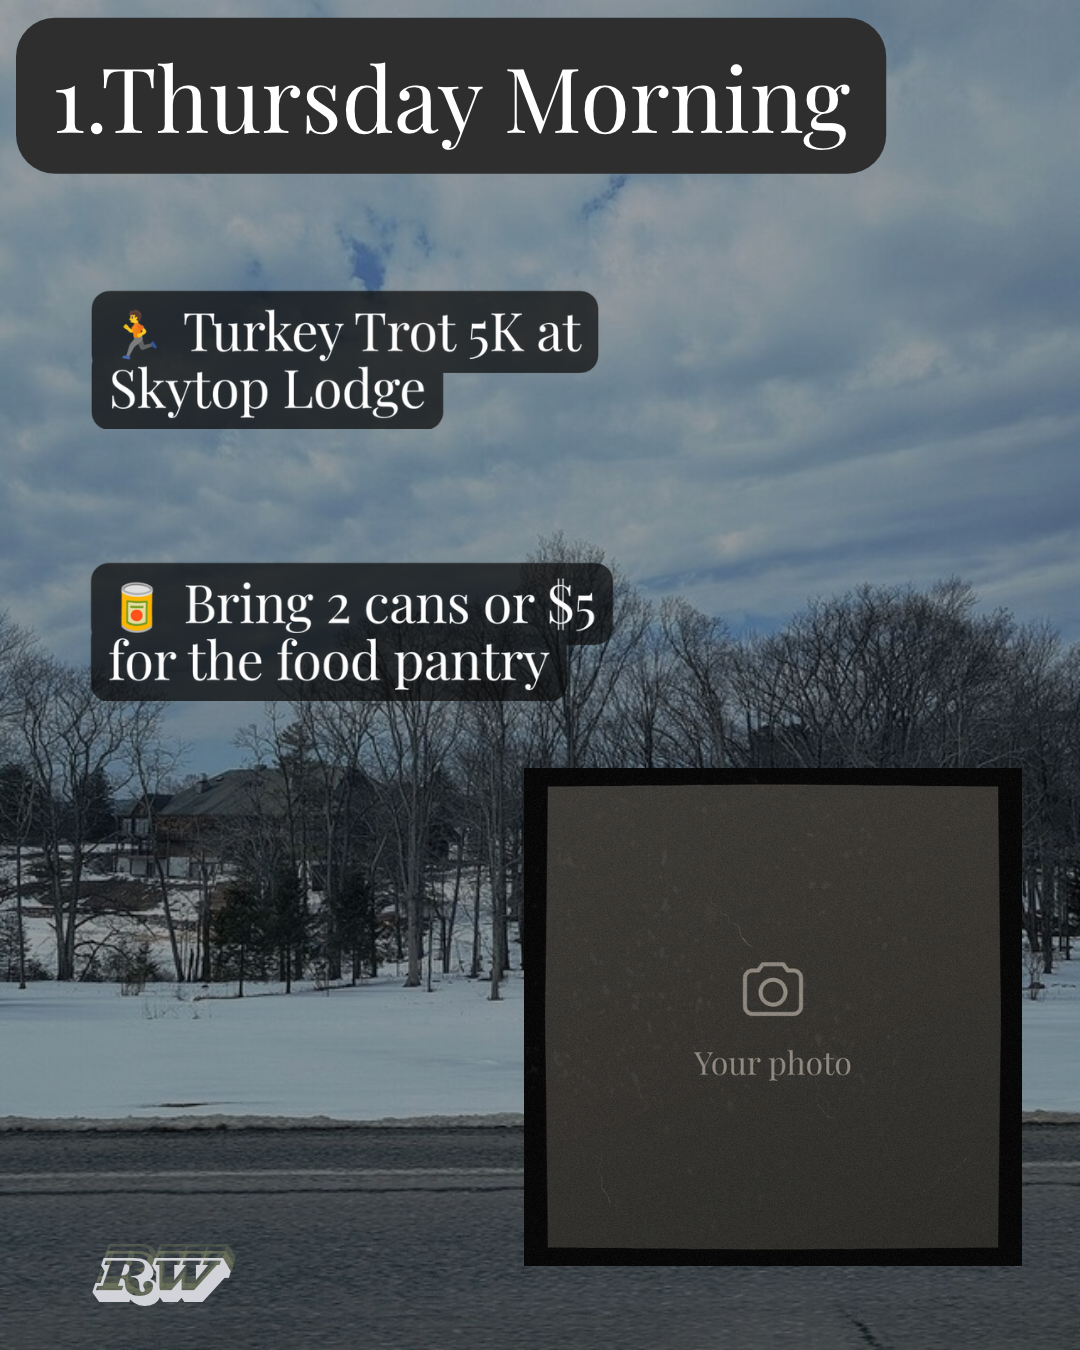 1.Thursday Morning
🏃 Turkey Trot 5K at
Skytop Lodge
🥫 Bring 2 cans or $5
for the food pantry
Your photo
RW